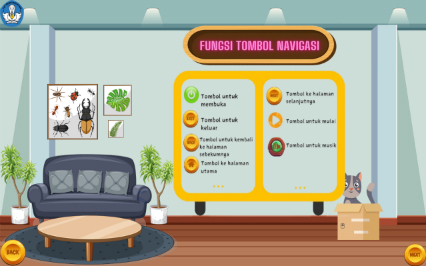 FUNGSI TOMBOL NAVIGASI
Tombol untuk
membuka
Tombol untuk
keluar
Tombol untuk kembali
ke halaman
sebelumnya
Tombol ke halaman
utama
Tombol ke halaman
selanjutnya
Tombol untuk mulai
Tombol untuk musik
BACK
NEXT